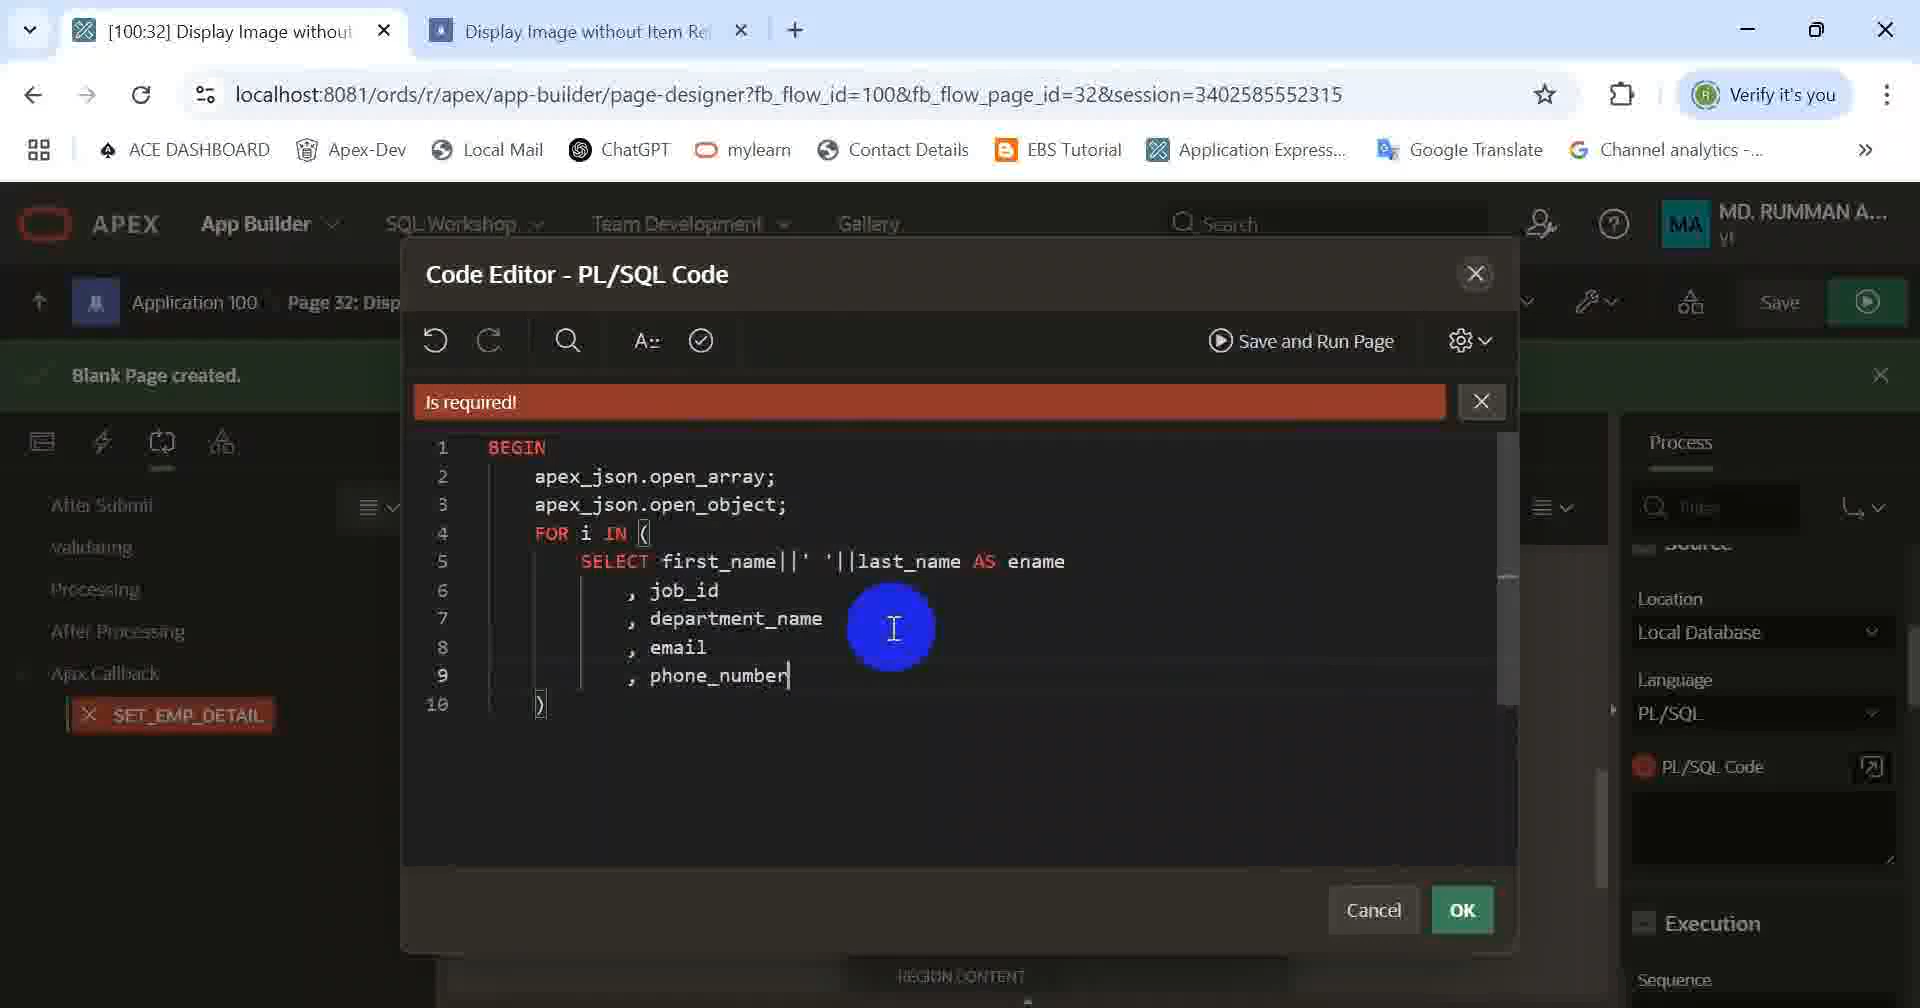 [100:32] Display Image without
Display Image without Item Re
localhost:8081/ords/r/apex/app-builder/page-designer?fb_flow_id=100&fb_flow_page_id=32&session=3402585552315
R
Verify it's you
ACE DASHBOARD
Apex-Dev
Local Mail
ChatGPT
mylearn
Contact Details
EBS Tutorial
Application Express...
Google Translate
Channel analytics -...
APEX
App Builder
SQL Workshop
Team Development
Gallery
Search
MA
MD. RUMMAN A...
Application 100
Page 32: Disp
Save
Code Editor - PL/SQL Code
Save and Run Page
Blank Page created.
Is required!
1 BEGIN
2 apex_json.open_array;
3 apex_json.open_object;
4 FOR i IN (
5 SELECT first_name||' '||last_name AS ename
6 , job_id
7 , department_name
8 , email
9 , phone_number
10 )
After Submit
Validating
Processing
After Processing
Ajax Callback
SET_EMP_DETAIL
Process
Filter
Source
Location
Local Database
Language
PL/SQL
PL/SQL Code
Cancel
OK
Execution
REGION CONTENT
Sequence